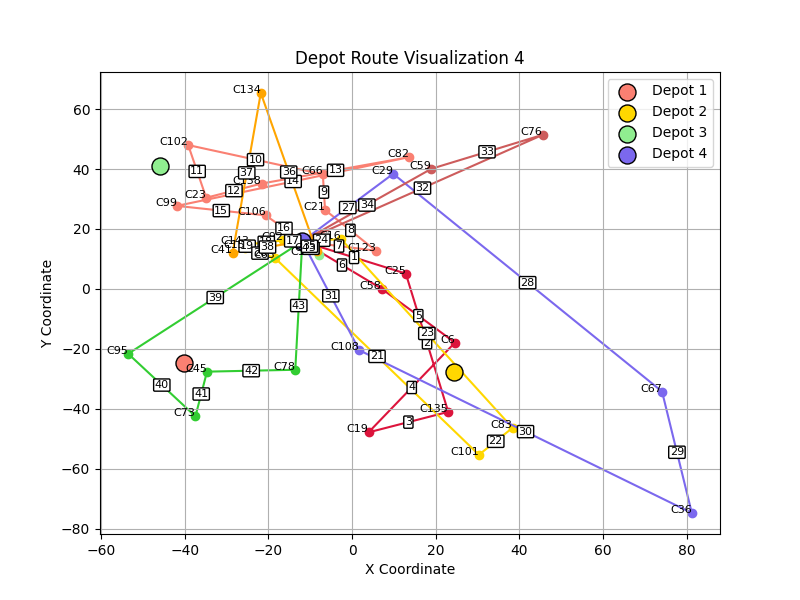 Depot Route Visualization 4
Depot 1
Depot 2
Depot 3
Depot 4
Y Coordinate
60
40
20
0
−20
−40
−60
−80
−60
−40
−20
0
20
40
60
80
X Coordinate
C134
C102
C76
C82
C59
C66
C29
C138
C23
C99
C106
C21
C41
C123
C25
C58
C6
C108
C95
C45
C78
C73
C135
C19
C83
C101
C67
C36
10
11
37
36
13
33
12
14
9
32
15
27
34
16
8
17
24
19
38
7
1
6
28
39
31
43
5
23
2
21
42
40
41
4
3
22
30
29